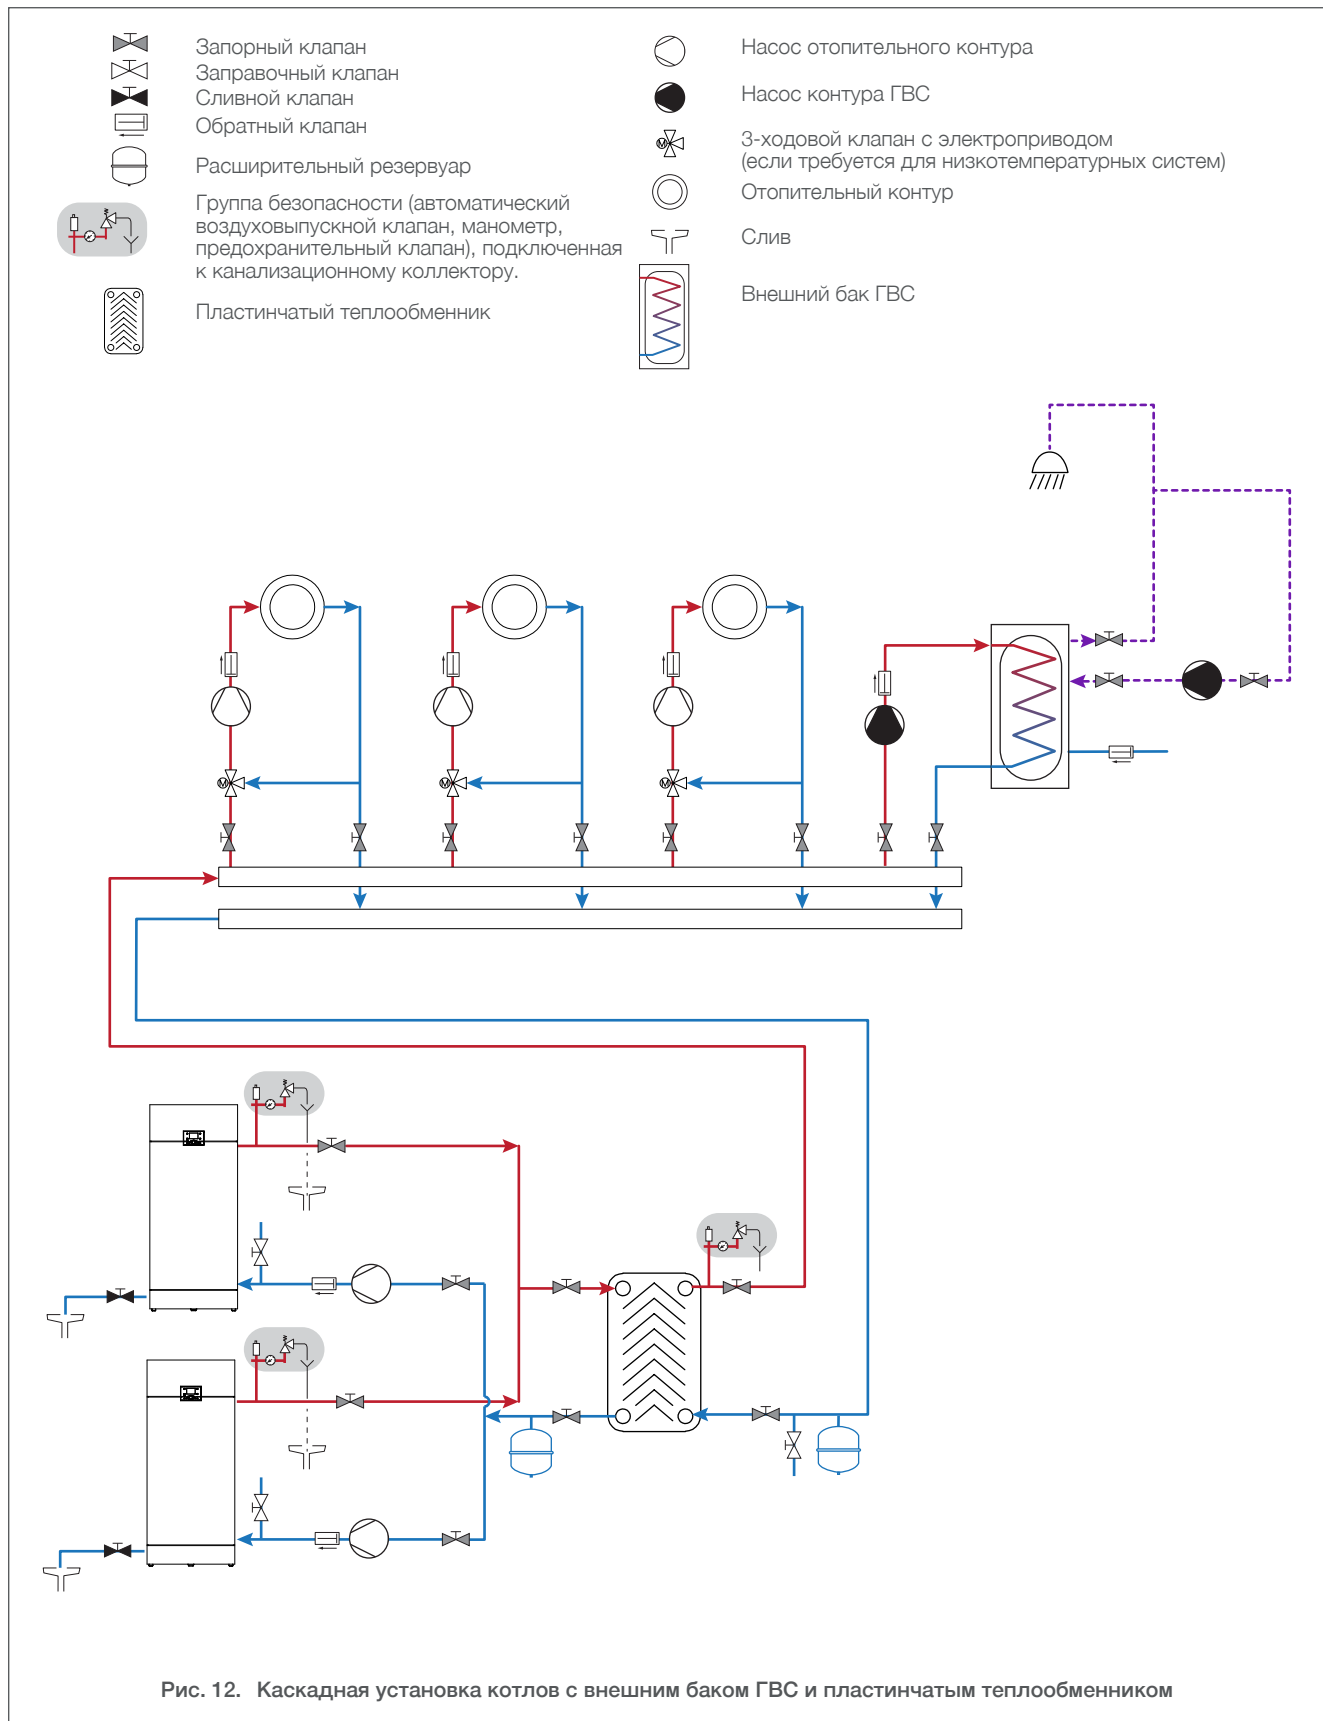 Запорный клапан
Заправочный клапан
Сливной клапан
Обратный клапан
Расширительный резервуар
Группа безопасности (автоматический
воздуховыпускной клапан, манометр,
предохранительный клапан), подключенная
к канализационному коллектору.
Пластинчатый теплообменник
Насос отопительного контура
Насос контура ГВС
M
3-ходовой клапан с электроприводом
(если требуется для низкотемпературных систем)
Отопительный контур
Слив
Внешний бак ГВС
M
M
M
Рис. 12. Каскадная установка котлов с внешним баком ГВС и пластинчатым теплообменником